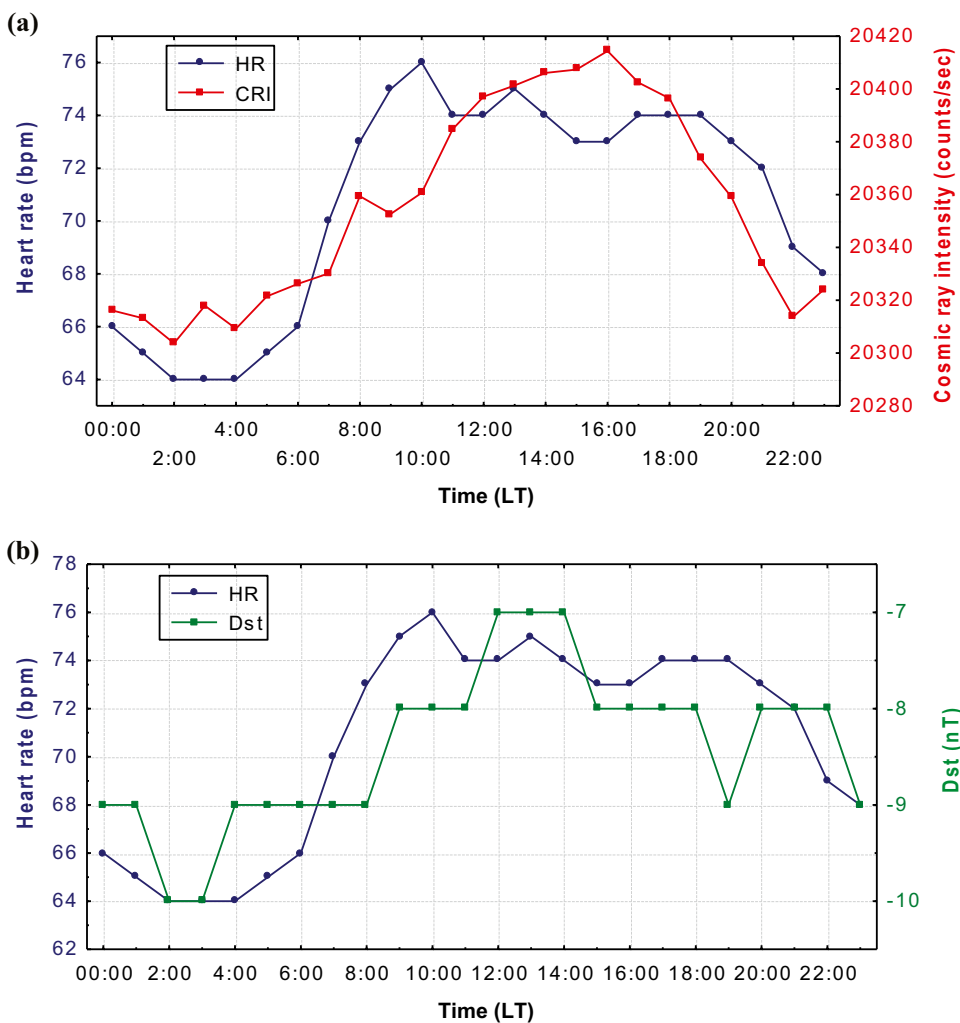 (a)
HR
CRI
76
74
72
70
68
66
64
Heart rate (bpm)
20420
20400
20380
20360
20340
20320
20300
20280
Cosmic ray intensity (counts/sec)
00:00 4:00 8:00 12:00 16:00 20:00
2:00 6:00 10:00 14:00 18:00 22:00
Time (LT)
(b)
HR
Dst
78
76
74
72
70
68
66
64
62
Heart rate (bpm)
-7
-8
-9
-10
Dst (nT)
00:00 2:00 4:00 6:00 8:00 10:00 12:00 14:00 16:00 18:00 20:00 22:00
Time (LT)